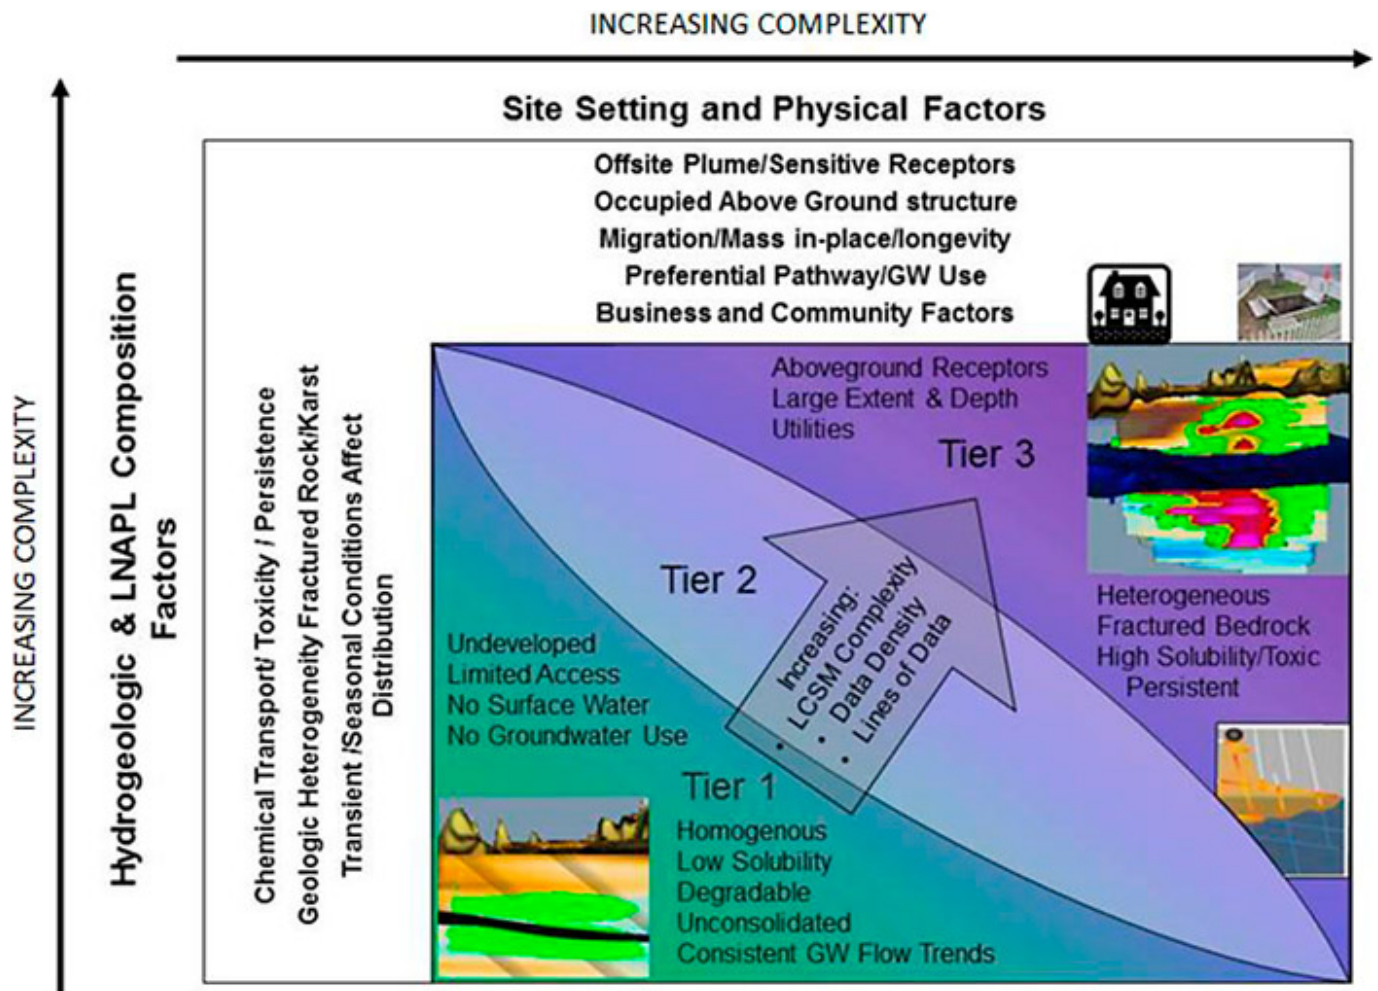 INCREASING COMPLEXITY
Site Setting and Physical Factors
Offsite Plume/Sensitive Receptors
Occupied Above Ground structure
Migration/Mass in-place/longevity
Preferential Pathway/GW Use
Business and Community Factors
INCREASING COMPLEXITY
Hydrogeologic & LNAPL Composition
Factors
Chemical Transport/ Toxicity / Persistence
Geologic Heterogeneity Fractured Rock/Karst
Transient /Seasonal Conditions Affect
Distribution
Aboveground Receptors
Large Extent & Depth
Utilities
Tier 3
Tier 2
Increasing:
• LCSM Complexity
• Data Density
• Lines of Data
Heterogeneous
Fractured Bedrock
High Solubility/Toxic
Persistent
Undeveloped
Limited Access
No Surface Water
No Groundwater Use
Tier 1
Homogenous
Low Solubility
Degradable
Unconsolidated
Consistent GW Flow Trends